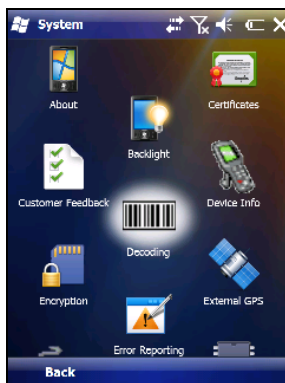 System
About
Certificates
Backlight
Customer Feedback
Device Info
Decoding
Encryption
External GPS
Error Reporting
Back